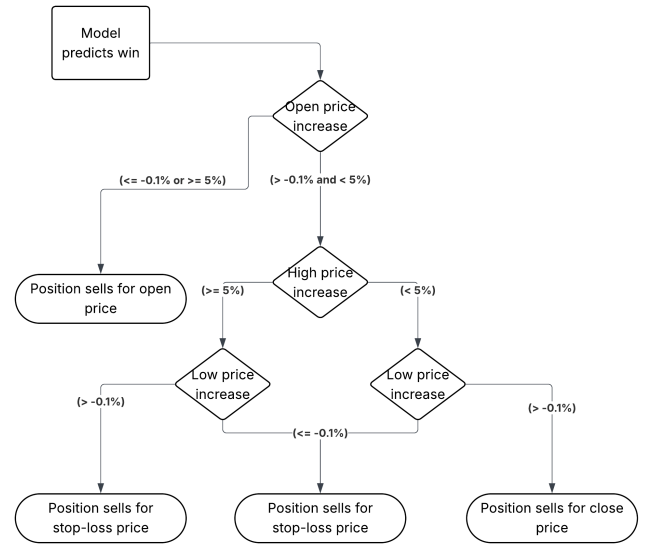 Model
predicts win
Open price
increase
(<= -0.1% or >= 5%)
(> -0.1% and < 5%)
Position sells for open
price
High price
increase
(>= 5%)
(< 5%)
Low price
increase
Low price
increase
(> -0.1%)
(> -0.1%)
(<= -0.1%)
Position sells for
stop-loss price
Position sells for
stop-loss price
Position sells for close
price